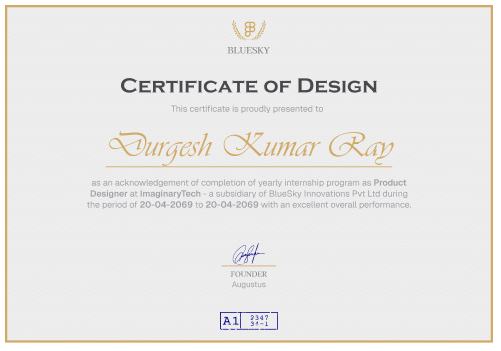 BLUESKY
CERTIFICATE OF DESIGN
This certificate is proudly presented to
Durgesh Kumar Ray
as an acknowledgement of completion of yearly internship program as Product
Designer at ImaginaryTech - a subsidiary of BlueSky Innovations Pvt Ltd during
the period of 20-04-2069 to 20-04-2069 with an excellent overall performance.
FOUNDER
Augustus
A1 2347
34-1